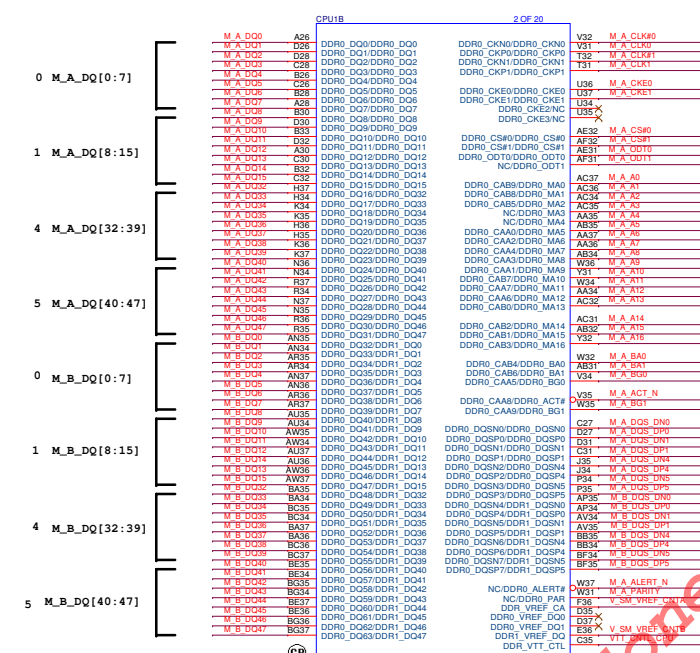 CPU1B
2 OF 20
0 M_A_DQ[0:7]
1 M_A_DQ[8:15]
4 M_A_DQ[32:39]
5 M_A_DQ[40:47]
0 M_B_DQ[0:7]
1 M_B_DQ[8:15]
4 M_B_DQ[32:39]
5 M_B_DQ[40:47]
M_A_DQ0 A26
M_A_DQ1 D26
M_A_DQ2 D28
M_A_DQ3 C28
M_A_DQ4 B26
M_A_DQ5 C26
M_A_DQ6 B28
M_A_DQ7 A28
M_A_DQ8 B30
M_A_DQ9 D30
M_A_DQ10 B33
M_A_DQ11 D32
M_A_DQ12 A30
M_A_DQ13 C30
M_A_DQ14 B32
M_A_DQ15 C32
M_A_DQ32 H37
M_A_DQ33 H34
M_A_DQ34 K34
M_A_DQ35 K35
M_A_DQ36 H36
M_A_DQ37 H35
M_A_DQ38 K36
M_A_DQ39 K37
M_A_DQ40 N36
M_A_DQ41 N34
M_A_DQ42 R37
M_A_DQ43 R34
M_A_DQ44 N37
M_A_DQ45 N35
M_A_DQ46 R36
M_A_DQ47 R35
M_B_DQ0 AN35
M_B_DQ1 AN34
M_B_DQ2 AR35
M_B_DQ3 AR34
M_B_DQ4 AN37
M_B_DQ5 AN36
M_B_DQ6 AR36
M_B_DQ7 AR37
M_B_DQ8 AU35
M_B_DQ9 AU34
M_B_DQ10 AW35
M_B_DQ11 AW34
M_B_DQ12 AU37
M_B_DQ13 AU36
M_B_DQ14 AW36
M_B_DQ15 AW37
M_B_DQ32 BA35
M_B_DQ33 BA34
M_B_DQ34 BC35
M_B_DQ35 BC34
M_B_DQ36 BA37
M_B_DQ37 BA36
M_B_DQ38 BC36
M_B_DQ39 BC37
M_B_DQ40 BE35
M_B_DQ41 BE34
M_B_DQ42 BG35
M_B_DQ43 BG34
M_B_DQ44 BE37
M_B_DQ45 BE36
M_B_DQ46 BG36
M_B_DQ47 BG37
DDR0_DQ0/DDR0_DQ0
DDR0_DQ1/DDR0_DQ1
DDR0_DQ2/DDR0_DQ2
DDR0_DQ3/DDR0_DQ3
DDR0_DQ4/DDR0_DQ4
DDR0_DQ5/DDR0_DQ5
DDR0_DQ6/DDR0_DQ6
DDR0_DQ7/DDR0_DQ7
DDR0_DQ8/DDR0_DQ8
DDR0_DQ9/DDR0_DQ9
DDR0_DQ10/DDR0_DQ10
DDR0_DQ11/DDR0_DQ11
DDR0_DQ12/DDR0_DQ12
DDR0_DQ13/DDR0_DQ13
DDR0_DQ14/DDR0_DQ14
DDR0_DQ15/DDR0_DQ15
DDR0_DQ16/DDR0_DQ32
DDR0_DQ17/DDR0_DQ33
DDR0_DQ18/DDR0_DQ34
DDR0_DQ19/DDR0_DQ35
DDR0_DQ20/DDR0_DQ36
DDR0_DQ21/DDR0_DQ37
DDR0_DQ22/DDR0_DQ38
DDR0_DQ23/DDR0_DQ39
DDR0_DQ24/DDR0_DQ40
DDR0_DQ25/DDR0_DQ41
DDR0_DQ26/DDR0_DQ42
DDR0_DQ27/DDR0_DQ43
DDR0_DQ28/DDR0_DQ44
DDR0_DQ29/DDR0_DQ45
DDR0_DQ30/DDR0_DQ46
DDR0_DQ31/DDR0_DQ47
DDR0_DQ32/DDR1_DQ0
DDR0_DQ33/DDR1_DQ1
DDR0_DQ34/DDR1_DQ2
DDR0_DQ35/DDR1_DQ3
DDR0_DQ36/DDR1_DQ4
DDR0_DQ37/DDR1_DQ5
DDR0_DQ38/DDR1_DQ6
DDR0_DQ39/DDR1_DQ7
DDR0_DQ40/DDR1_DQ8
DDR0_DQ41/DDR1_DQ9
DDR0_DQ42/DDR1_DQ10
DDR0_DQ43/DDR1_DQ11
DDR0_DQ44/DDR1_DQ12
DDR0_DQ45/DDR1_DQ13
DDR0_DQ46/DDR1_DQ14
DDR0_DQ47/DDR1_DQ15
DDR0_DQ48/DDR1_DQ32
DDR0_DQ49/DDR1_DQ33
DDR0_DQ50/DDR1_DQ34
DDR0_DQ51/DDR1_DQ35
DDR0_DQ52/DDR1_DQ36
DDR0_DQ53/DDR1_DQ37
DDR0_DQ54/DDR1_DQ38
DDR0_DQ55/DDR1_DQ39
DDR0_DQ56/DDR1_DQ40
DDR0_DQ57/DDR1_DQ41
DDR0_DQ58/DDR1_DQ42
DDR0_DQ59/DDR1_DQ43
DDR0_DQ60/DDR1_DQ44
DDR0_DQ61/DDR1_DQ45
DDR0_DQ62/DDR1_DQ46
DDR0_DQ63/DDR1_DQ47
DDR0_CKN0/DDR0_CKN0 V32 M_A_CLK#0
DDR0_CKP0/DDR0_CKP0 V31 M_A_CLK0
DDR0_CKN1/DDR0_CKN1 T32 M_A_CLK#1
DDR0_CKP1/DDR0_CKP1 T31 M_A_CLK1
DDR0_CKE0/DDR0_CKE0 U36 M_A_CKE0
DDR0_CKE1/DDR0_CKE1 U37 M_A_CKE1
DDR0_CKE2/NC U34
DDR0_CKE3/NC U35
DDR0_CS#0/DDR0_CS#0 AE32 M_A_CS#0
DDR0_CS#1/DDR0_CS#1 AF32 M_A_CS#1
DDR0_ODT0/DDR0_ODT0 AE31 M_A_ODT0
NC/DDR0_ODT1 AF31 M_A_ODT1
DDR0_CAB9/DDR0_MA0 AC37 M_A_A0
DDR0_CAB8/DDR0_MA1 AC36 M_A_A1
DDR0_CAB5/DDR0_MA2 AC34 M_A_A2
NC/DDR0_MA3 AC35 M_A_A3
NC/DDR0_MA4 AA35 M_A_A4
DDR0_CAA0/DDR0_MA5 AB35 M_A_A5
DDR0_CAA2/DDR0_MA6 AA37 M_A_A6
DDR0_CAA4/DDR0_MA7 AA36 M_A_A7
DDR0_CAA3/DDR0_MA8 AB34 M_A_A8
DDR0_CAA1/DDR0_MA9 W36 M_A_A9
DDR0_CAB7/DDR0_MA10 Y31 M_A_A10
DDR0_CAA7/DDR0_MA11 W34 M_A_A11
DDR0_CAA6/DDR0_MA12 AA34 M_A_A12
DDR0_CAB0/DDR0_MA13 AC32 M_A_A13
DDR0_CAB2/DDR0_MA14 AC31 M_A_A14
DDR0_CAB1/DDR0_MA15 AB32 M_A_A15
DDR0_CAB3/DDR0_MA16 Y32 M_A_A16
DDR0_CAB4/DDR0_BA0 W32 M_A_BA0
DDR0_CAB6/DDR0_BA1 AB31 M_A_BA1
DDR0_CAA5/DDR0_BG0 V34 M_A_BG0
DDR0_CAA8/DDR0_ACT# V35 M_A_ACT_N
DDR0_CAA9/DDR0_BG1 W35 M_A_BG1
DDR0_DQSN0/DDR0_DQSN0 C27 M_A_DQS_DN0
DDR0_DQSP0/DDR0_DQSP0 D27 M_A_DQS_DP0
DDR0_DQSN1/DDR0_DQSN1 D31 M_A_DQS_DN1
DDR0_DQSP1/DDR0_DQSP1 C31 M_A_DQS_DP1
DDR0_DQSN2/DDR0_DQSN4 J35 M_A_DQS_DN4
DDR0_DQSP2/DDR0_DQSP4 J34 M_A_DQS_DP4
DDR0_DQSN3/DDR0_DQSN5 P34 M_A_DQS_DN5
DDR0_DQSP3/DDR0_DQSP5 P35 M_A_DQS_DP5
DDR0_DQSN4/DDR1_DQSN0 AP35 M_B_DQS_DN0
DDR0_DQSP4/DDR1_DQSP0 AP34 M_B_DQS_DP0
DDR0_DQSN5/DDR1_DQSN1 AV34 M_B_DQS_DN1
DDR0_DQSP5/DDR1_DQSP1 AV35 M_B_DQS_DP1
DDR0_DQSN6/DDR1_DQSN4 BB35 M_B_DQS_DN4
DDR0_DQSP6/DDR1_DQSP4 BB34 M_B_DQS_DP4
DDR0_DQSN7/DDR1_DQSN5 BF34 M_B_DQS_DN5
DDR0_DQSP7/DDR1_DQSP5 BF35 M_B_DQS_DP5
NC/DDR0_ALERT# W37 M_A_ALERT_N
NC/DDR0_PAR W31 M_A_PARITY
DDR_VREF_CA F36 V_SM_VREF_CNTA
DDR0_VREF_DQ0 D35
DDR0_VREF_DQ1 D37
DDR1_VREF_DQ E36 V_SM_VREF_CNTB
DDR_VTT_CTL C35 VTT_CNTL_CPU